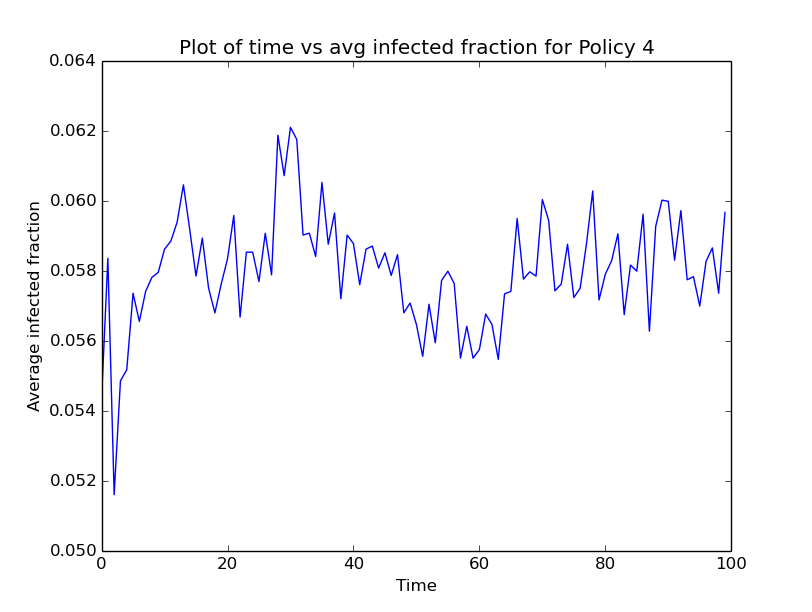 Plot of time vs avg infected fraction for Policy 4
0.064
0.062
0.060
0.058
0.056
0.054
0.052
0.050
Average infected fraction
0 20 40 60 80 100
Time